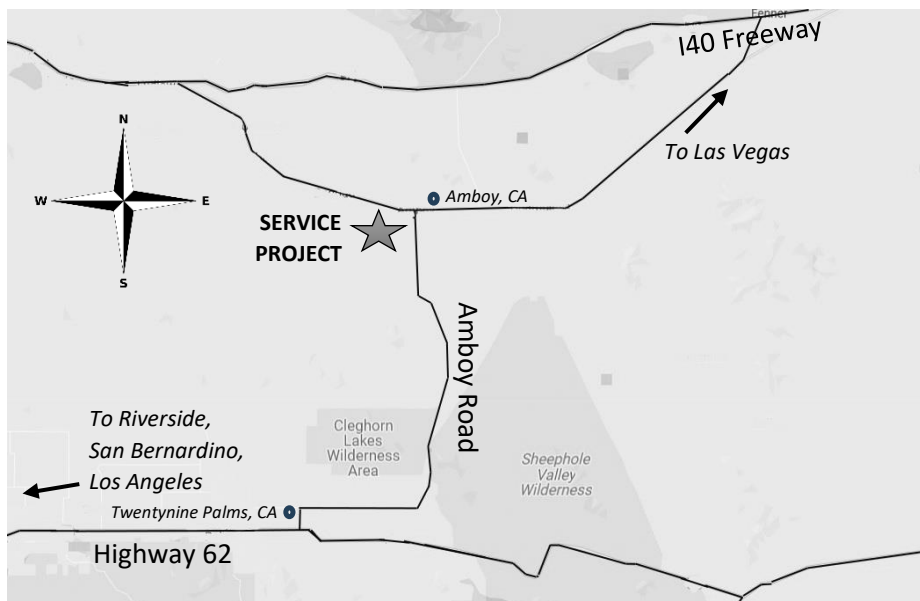 Fenner
I40 Freeway
To Las Vegas
N
W
E
S
Amboy, CA
SERVICE
PROJECT
Amboy Road
To Riverside,
San Bernardino,
Los Angeles
Cleghorn
Lakes
Wilderness
Area
Sheephole
Valley
Wilderness
Twentynine Palms, CA
Highway 62